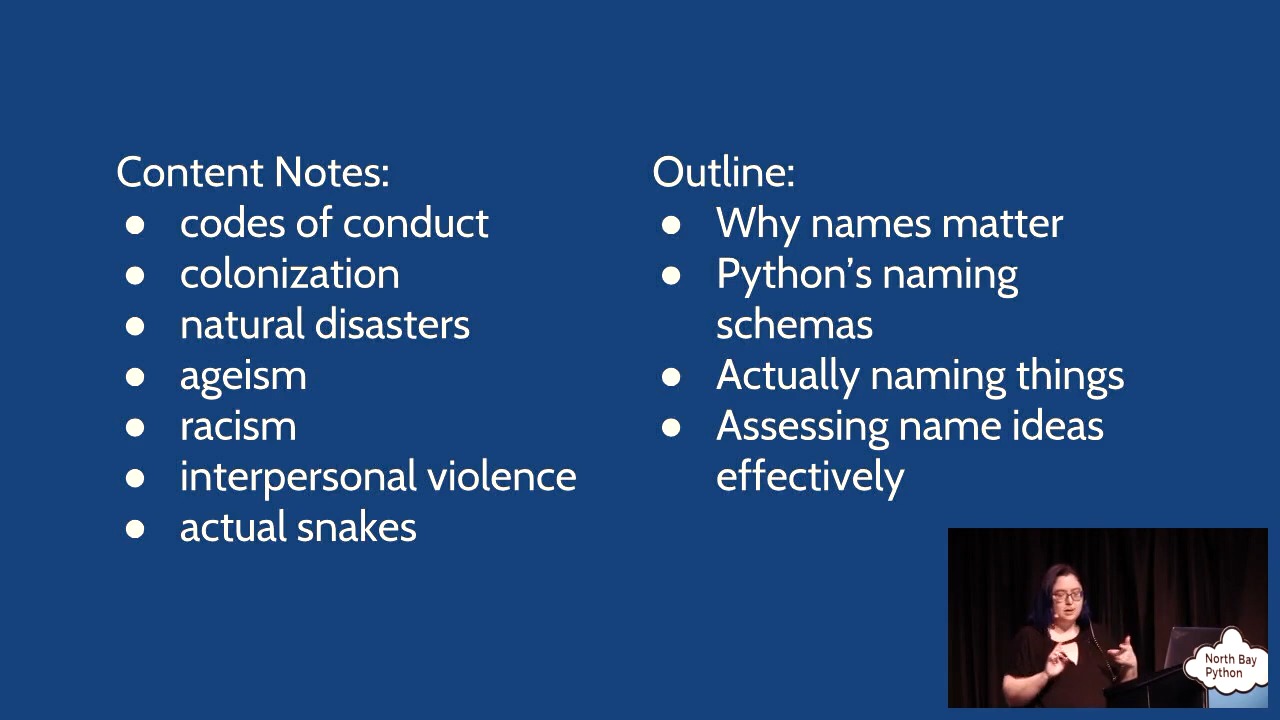 Content Notes:
● codes of conduct
● colonization
● natural disasters
● ageism
● racism
● interpersonal violence
● actual snakes
Outline:
● Why names matter
● Python’s naming
schemas
● Actually naming things
● Assessing name ideas
effectively
North Bay
Python